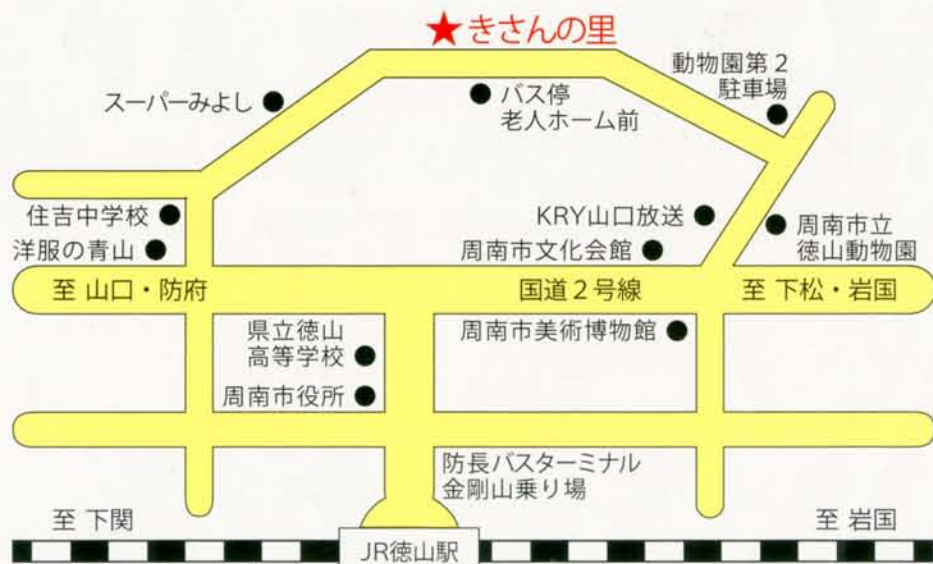 ★きさんの里
動物園第2
駐車場
スーパーみよし
バス停
老人ホーム前
住吉中学校
KRY山口放送
周南市立
徳山動物園
洋服の青山
周南市文化会館
至 山口・防府
国道2号線
至 下松・岩国
県立徳山
高等学校
周南市美術博物館
周南市役所
防長バスターミナル
金剛山乗り場
至 下関
至 岩国
JR徳山駅